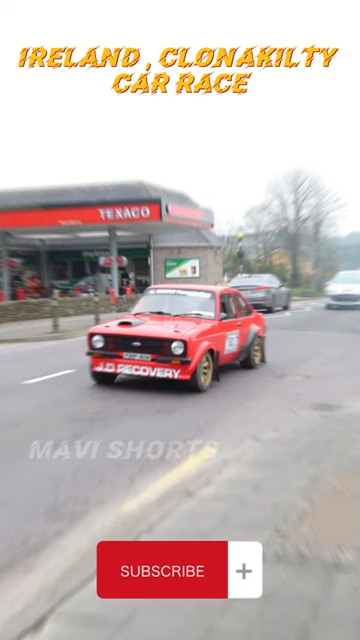 IRELAND , CLONAKILTY
CAR RACE
TEXACO
J.D RECOVERY
MAVI SHORTS
SUBSCRIBE +